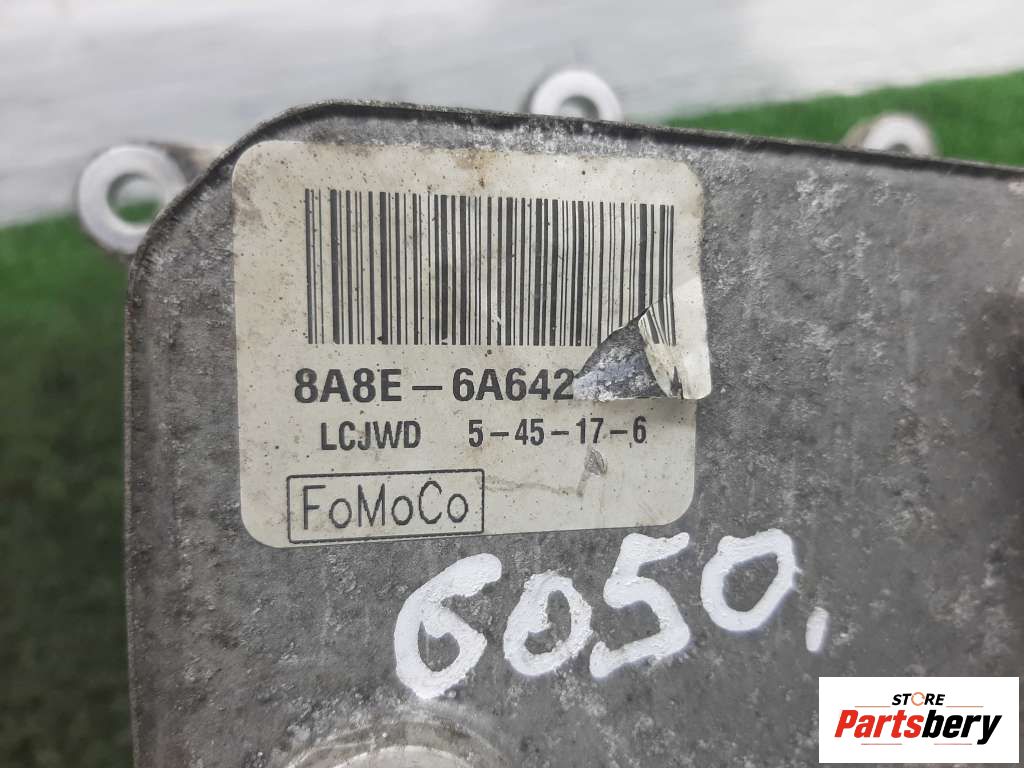 8A8E-6A642
LCJWD 5-45-17-6
FoMoCo
6050,
STORE
Partsbery